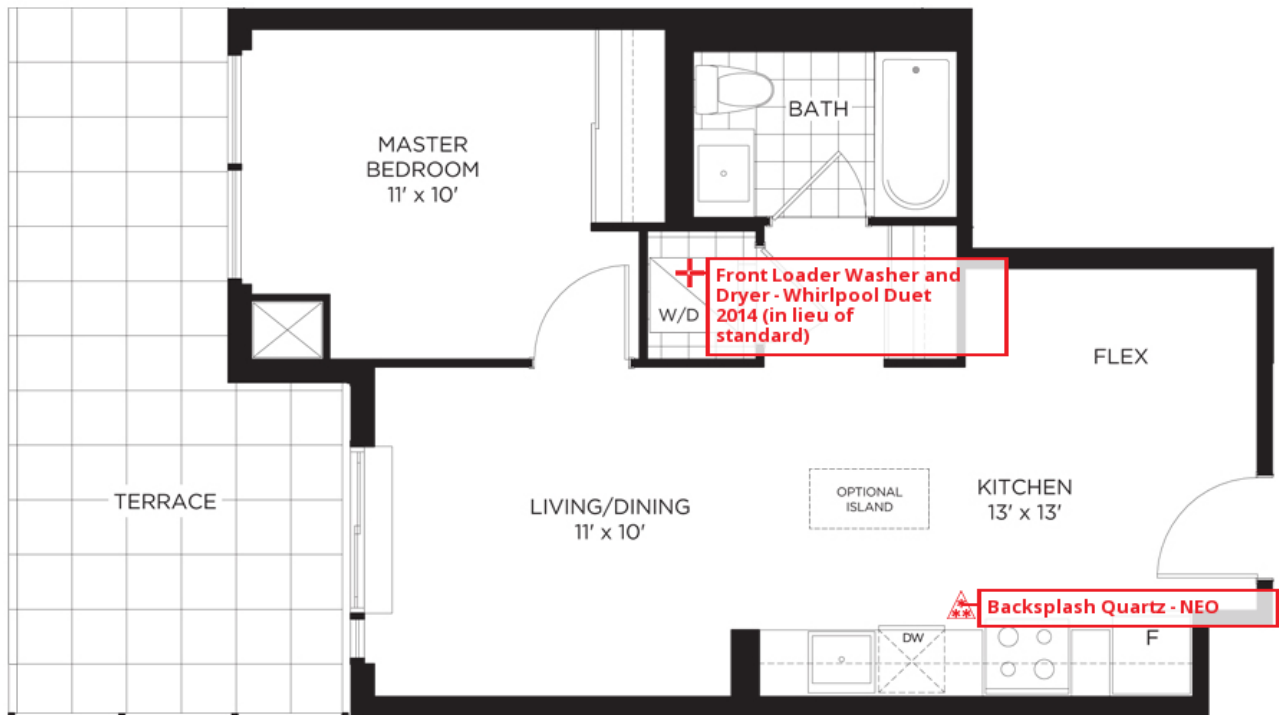 MASTER
BEDROOM
11' x 10'
BATH
W/D
Front Loader Washer and
Dryer - Whirlpool Duet
2014 (in lieu of
standard)
FLEX
TERRACE
LIVING/DINING
11' x 10'
OPTIONAL
ISLAND
KITCHEN
13' x 13'
Backsplash Quartz - NEO
DW
F